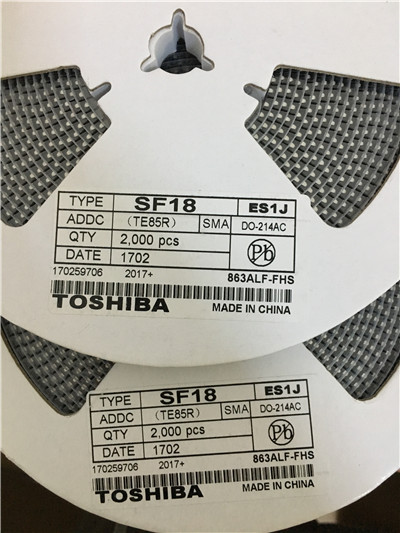 TYPE SF18 ES1J
ADDC (TE85R) SMA DO-214AC
QTY 2,000 pcs Pb
DATE 1702
170259706 2017+ 863ALF-FHS
TOSHIBA MADE IN CHINA
TYPE SF18 ES1J
ADDC (TE85R) SMA DO-214AC
QTY 2,000 pcs Pb
DATE 1702
170259706 2017+ 863ALF-FHS
TOSHIBA MADE IN CHINA